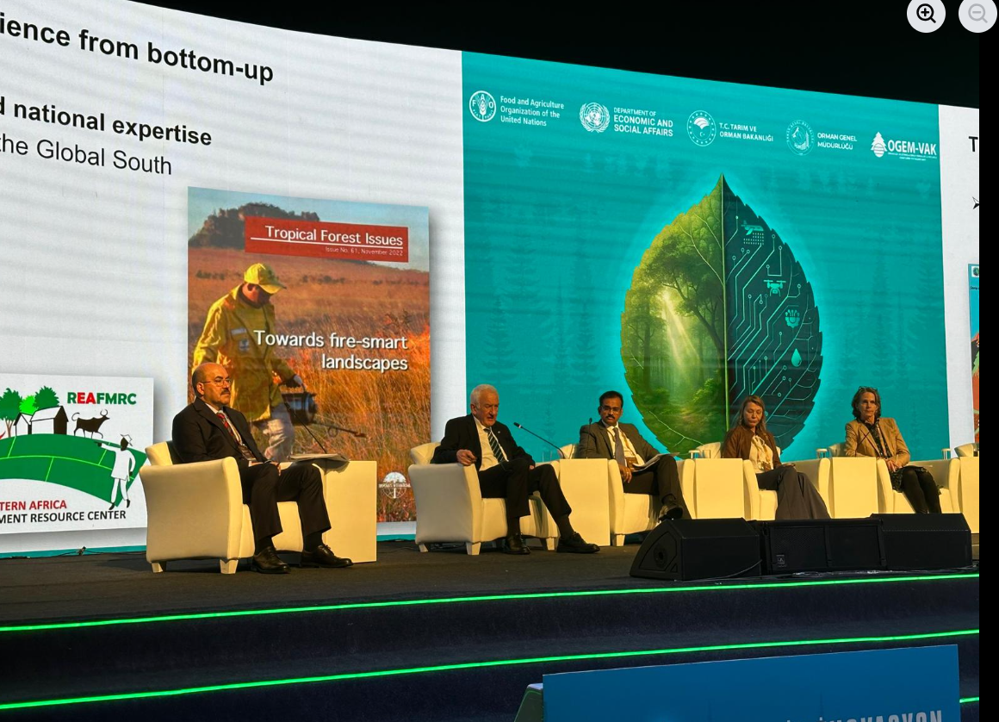 ience from bottom-up
d national expertise
the Global South
Tropical Forest Issues
Issue No. 61, November 2022
Towards fire-smart
landscapes
REAFMRC
TERN AFRICA
MENT RESOURCE CENTER
FAO
Food and Agriculture
Organization of the
United Nations
DEPARTMENT OF
ECONOMIC AND
SOCIAL AFFAIRS
T.C. TARIM VE
ORMAN BAKANLIĞI
ORMAN GENEL
MÜDÜRLÜĞÜ
OGEM-VAK
T